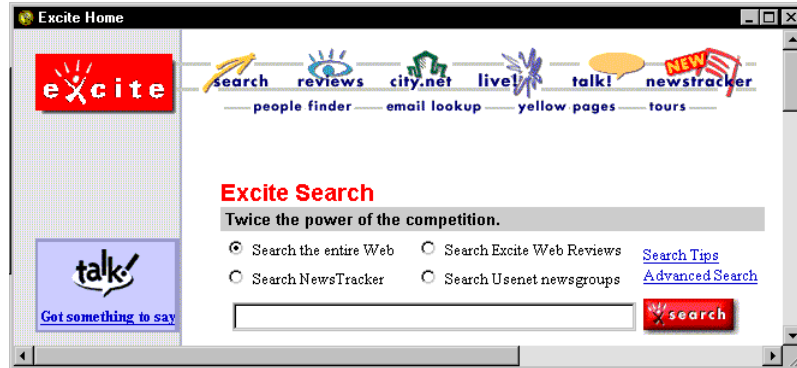 Excite Home
excite
search reviews city.net live! talk! NEW newstracker
people finder email lookup yellow pages tours
Excite Search
Twice the power of the competition.
Search the entire Web Search Excite Web Reviews Search Tips
Search NewsTracker Search Usenet newsgroups Advanced Search
talk!
Got something to say
search